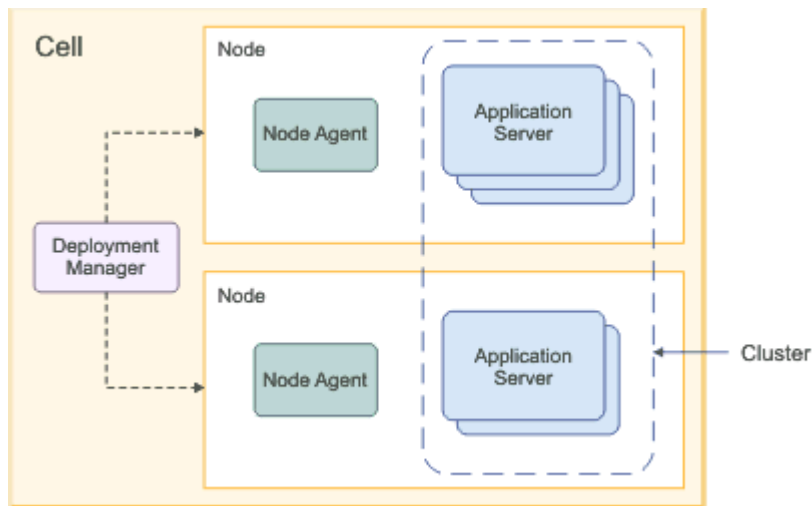 Cell
Node
Node Agent
Application
Server
Deployment
Manager
Node
Node Agent
Application
Server
Cluster